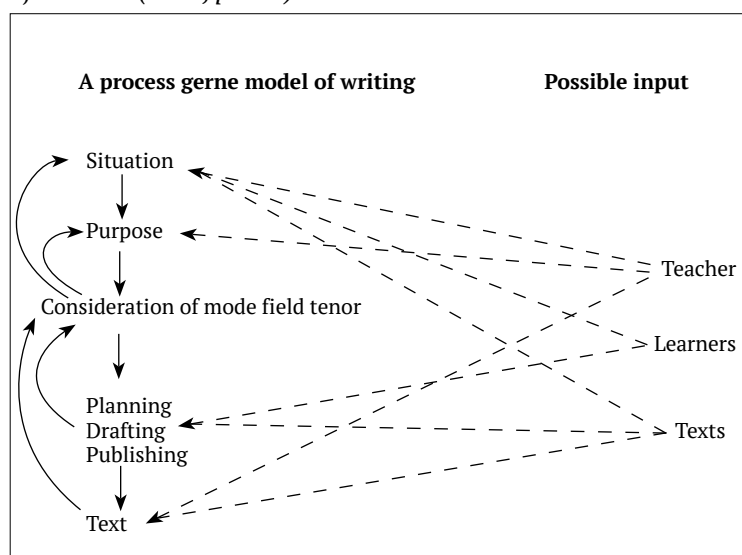 A process gerne model of writing
Possible input
Situation
Purpose
Teacher
Consideration of mode field tenor
Learners
Planning
Drafting
Publishing
Texts
Text